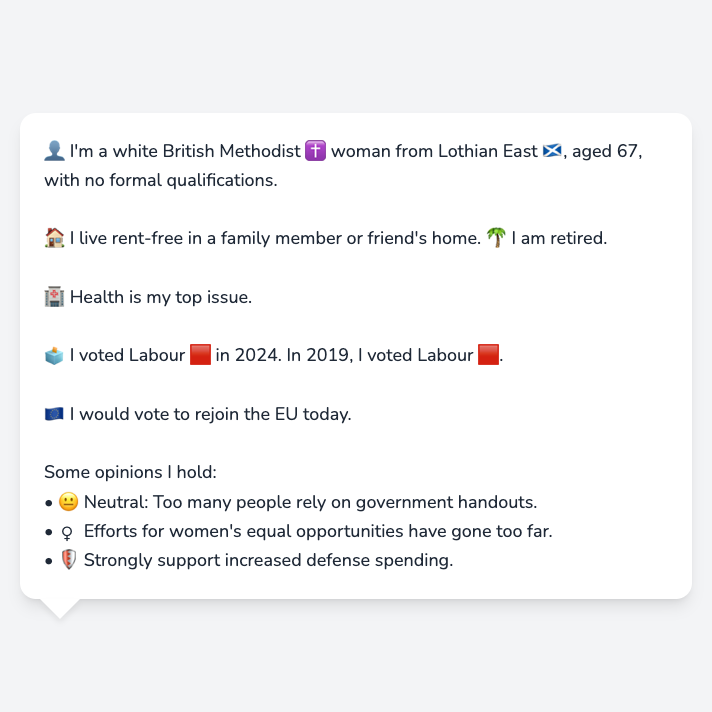 👤 I'm a white British Methodist ✝️ woman from Lothian East 🏴󠁧󠁢󠁳󠁣󠁴󠁿, aged 67,
with no formal qualifications.
🏠 I live rent-free in a family member or friend's home. 🌴 I am retired.
🏥 Health is my top issue.
🗳️ I voted Labour 🟥 in 2024. In 2019, I voted Labour 🟥.
🇪🇺 I would vote to rejoin the EU today.
Some opinions I hold:
• 😐 Neutral: Too many people rely on government handouts.
• ♀ Efforts for women's equal opportunities have gone too far.
• 🛡️ Strongly support increased defense spending.